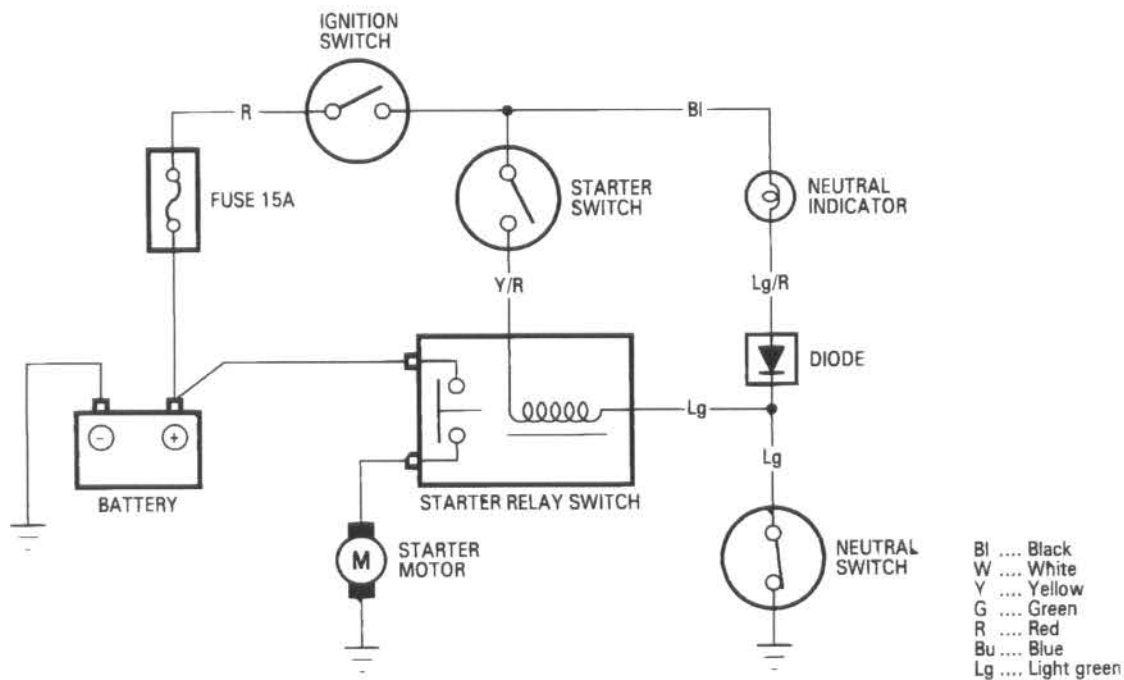 IGNITION
SWITCH
R
Bl
FUSE 15A
STARTER
SWITCH
NEUTRAL
INDICATOR
Y/R
Lg/R
DIODE
Lg
Lg
- +
BATTERY
STARTER RELAY SWITCH
M
STARTER
MOTOR
NEUTRAL
SWITCH
Bl .... Black
W .... White
Y .... Yellow
G .... Green
R .... Red
Bu .... Blue
Lg .... Light green